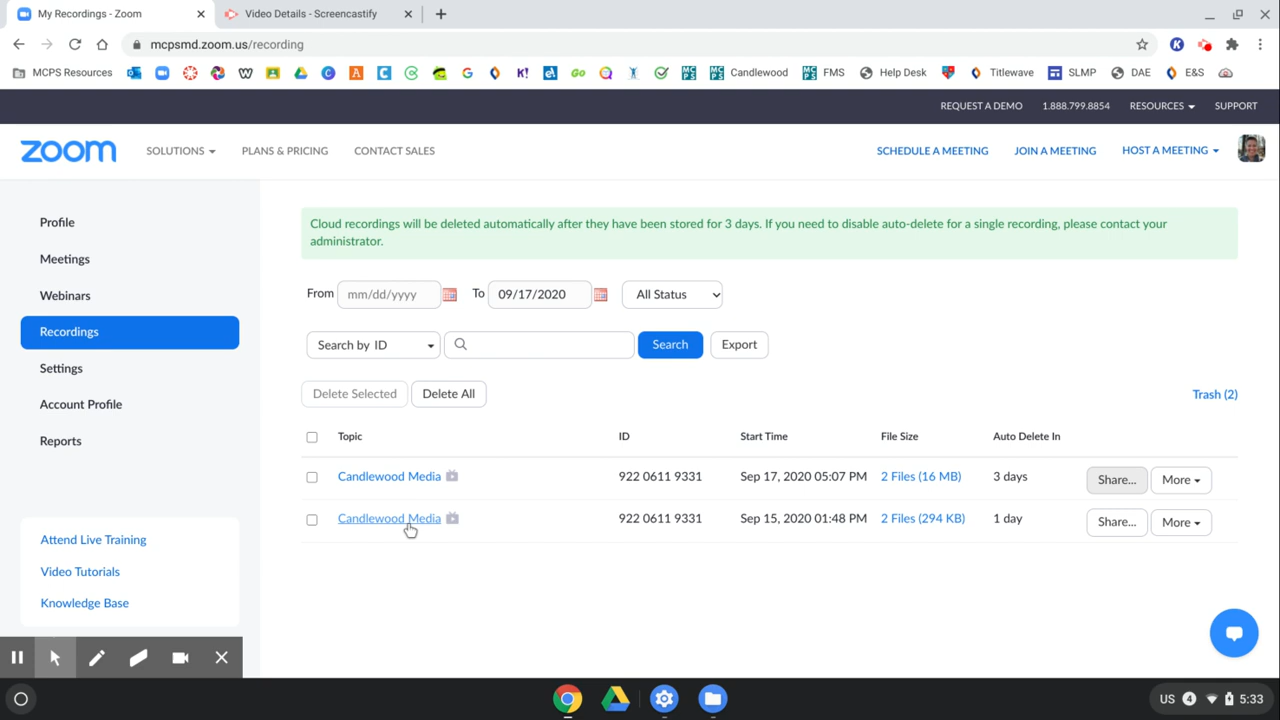 My Recordings - Zoom
Video Details - Screencastify
mcpsmd.zoom.us/recording
MCPS Resources
Candlewood
FMS
Help Desk
Titlewave
SLMP
DAE
E&S
REQUEST A DEMO
1.888.799.8854
RESOURCES
SUPPORT
zoom
SOLUTIONS
PLANS & PRICING
CONTACT SALES
SCHEDULE A MEETING
JOIN A MEETING
HOST A MEETING
Profile
Meetings
Webinars
Recordings
Settings
Account Profile
Reports
Attend Live Training
Video Tutorials
Knowledge Base
Cloud recordings will be deleted automatically after they have been stored for 3 days. If you need to disable auto-delete for a single recording, please contact your
administrator.
From mm/dd/yyyy To 09/17/2020 All Status
Search by ID Search Export
Delete Selected Delete All Trash (2)
Topic ID Start Time File Size Auto Delete In
Candlewood Media 922 0611 9331 Sep 17, 2020 05:07 PM 2 Files (16 MB) 3 days Share... More
Candlewood Media 922 0611 9331 Sep 15, 2020 01:48 PM 2 Files (294 KB) 1 day Share... More
US 4 5:33